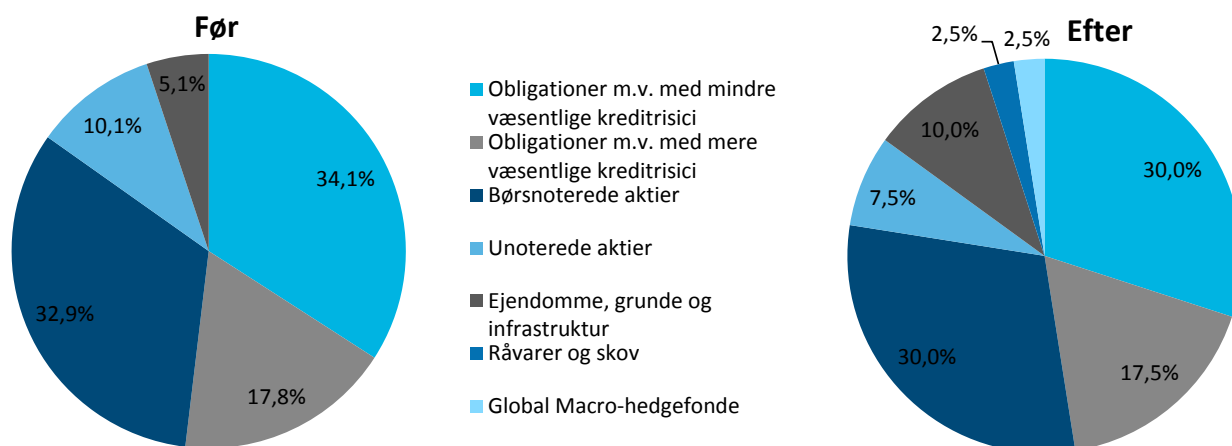 Før
5,1%
10,1%
34,1%
32,9%
17,8%
Obligationer m.v. med mindre
væsentlige kreditrisici
Obligationer m.v. med mere
væsentlige kreditrisici
Børsnoterede aktier
Unoterede aktier
Ejendomme, grunde og
infrastruktur
Råvarer og skov
Global Macro-hedgefonde
Efter
2,5%
2,5%
10,0%
30,0%
7,5%
30,0%
17,5%